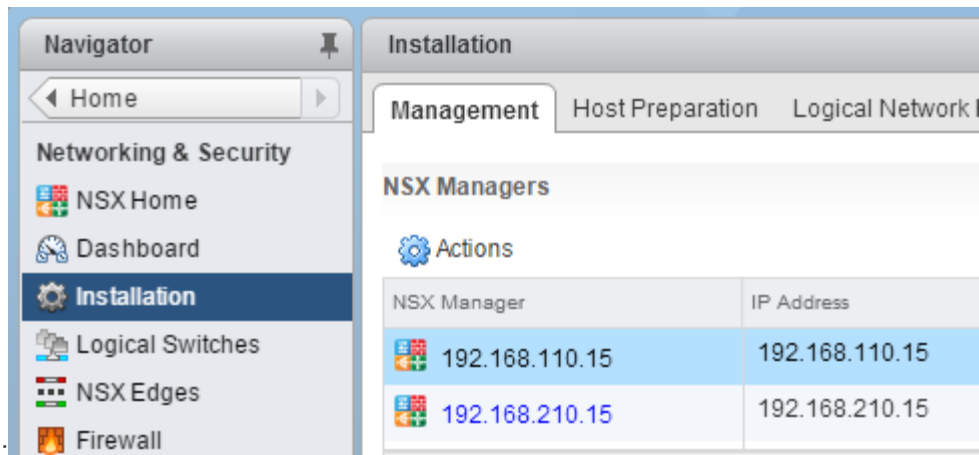 Navigator
Home
Networking & Security
NSX Home
Dashboard
Installation
Logical Switches
NSX Edges
Firewall
Installation
Management Host Preparation Logical Network
NSX Managers
Actions
NSX Manager IP Address
192.168.110.15 192.168.110.15
192.168.210.15 192.168.210.15